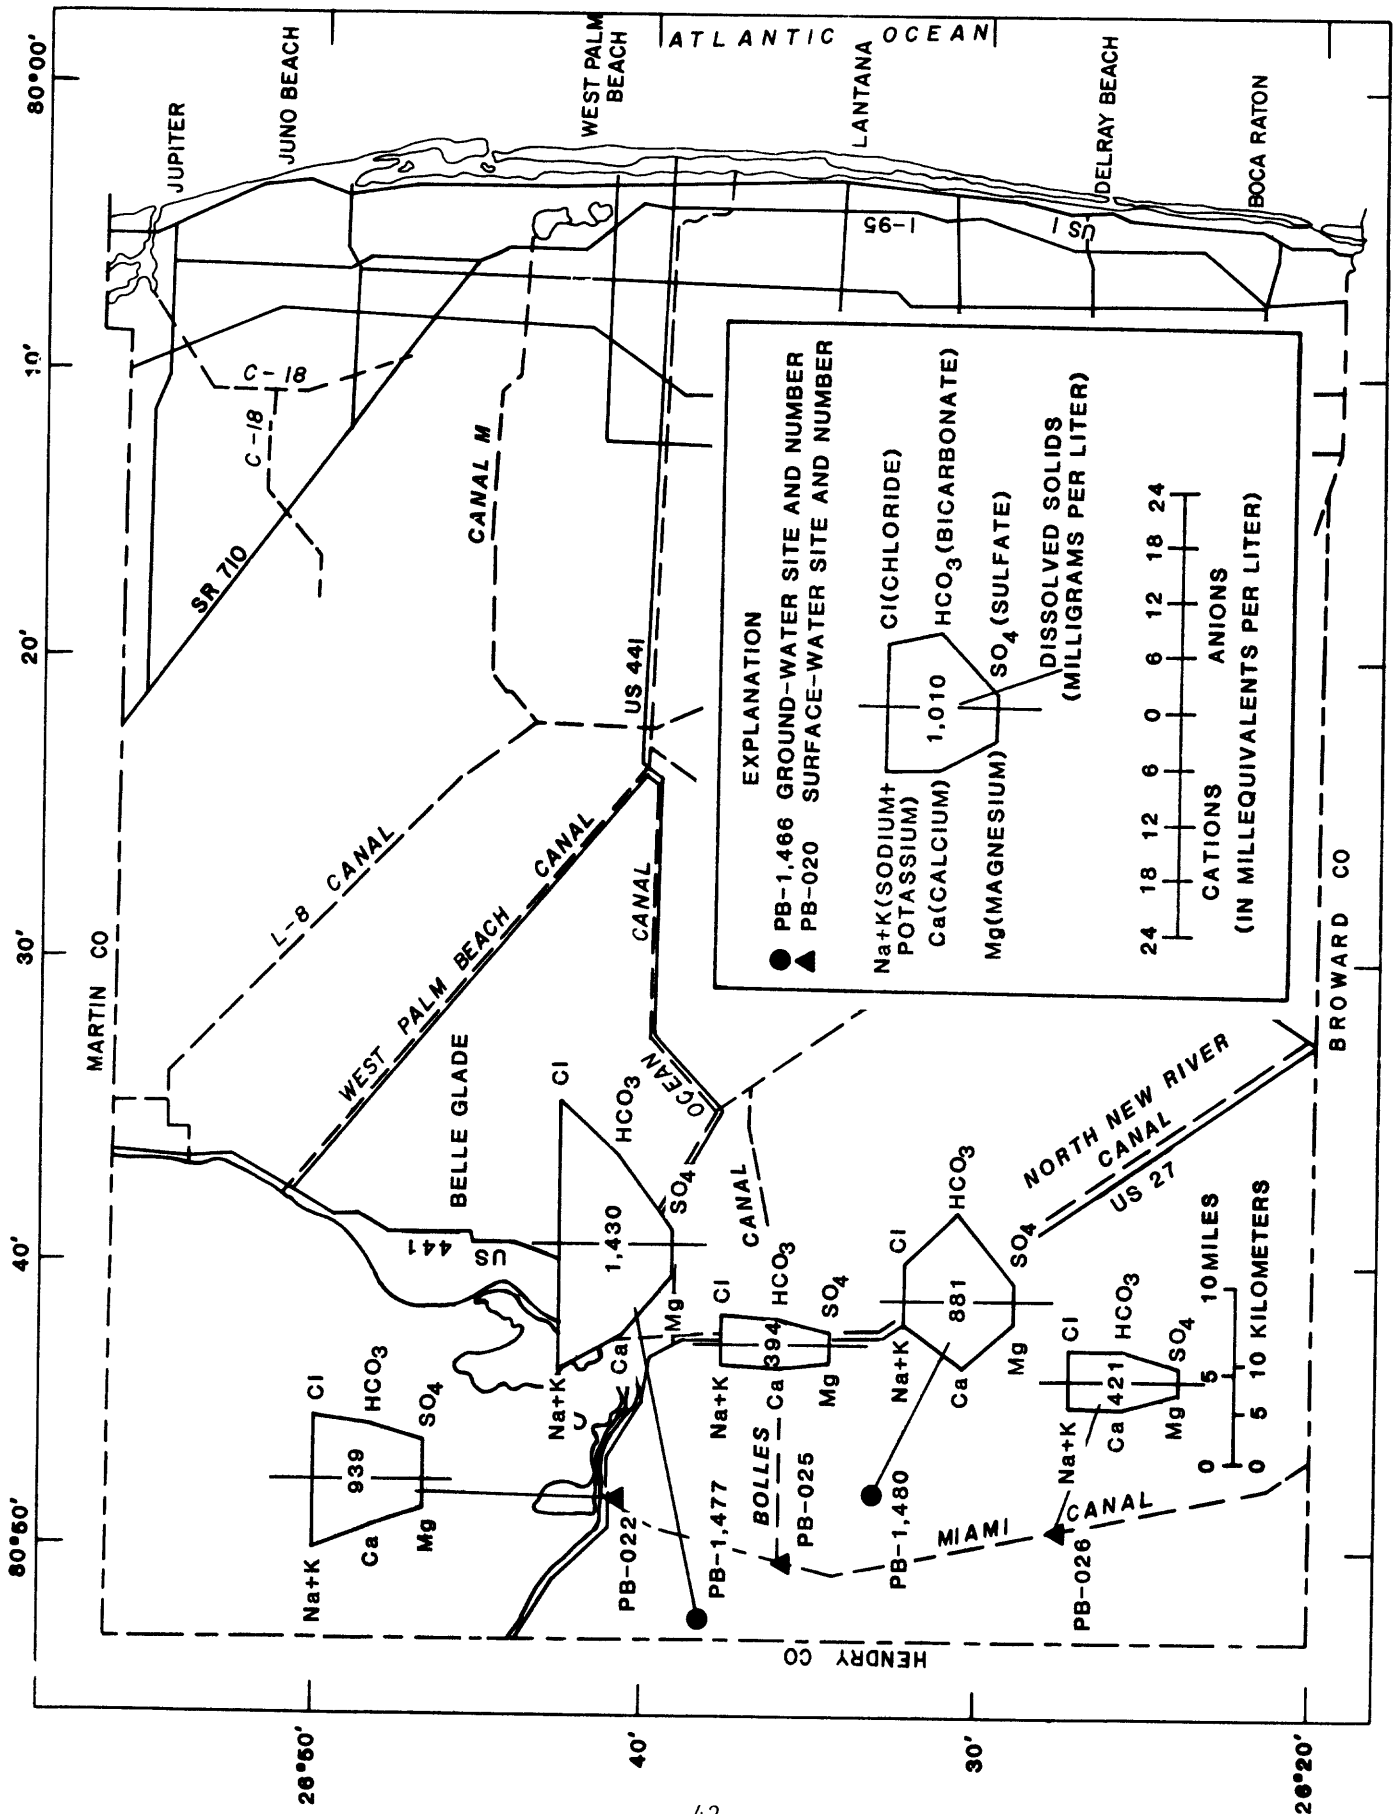 80°50'
40'
30'
20'
10'
80°00'
26°50'
40'
30'
26°20'
MARTIN CO
HENDRY CO
BROWARD CO
ATLANTIC OCEAN
JUPITER
JUNO BEACH
WEST PALM
BEACH
LANTANA
DELRAY BEACH
BOCA RATON
SR 710
C-18
C-18
CANAL M
L-8 CANAL
WEST PALM BEACH CANAL
US 441
I-95
US 1
OCEAN CANAL
BELLE GLADE
US 441
BOLLES CANAL
NORTH NEW RIVER
CANAL
US 27
MIAMI CANAL
Na+K Cl
Ca 939 HCO3
Mg SO4
PB-022
Na+K Cl
Ca 1,430 HCO3
Mg SO4
PB-1,477
Na+K Cl
Ca 394 HCO3
Mg SO4
PB-025
Na+K Cl
Ca 881 HCO3
Mg SO4
PB-1,480
Na+K Cl
Ca 421 HCO3
Mg SO4
PB-026
0 5 10 MILES
0 5 10 KILOMETERS
EXPLANATION
PB-1,466 GROUND-WATER SITE AND NUMBER
PB-020 SURFACE-WATER SITE AND NUMBER
Na+K(SODIUM+
POTASSIUM)
Cl(CHLORIDE)
Ca(CALCIUM)
1,010
HCO3(BICARBONATE)
Mg(MAGNESIUM)
SO4(SULFATE)
DISSOLVED SOLIDS
(MILLIGRAMS PER LITER)
24 18 12 6 0 6 12 18 24
CATIONS ANIONS
(IN MILLEQUIVALENTS PER LITER)
42